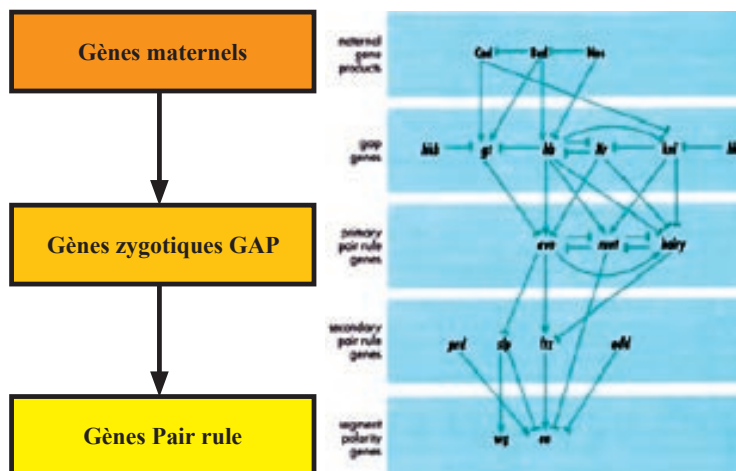 Gènes maternels
Gènes zygotiques GAP
Gènes Pair rule
maternal
gene
products
Cad Bcd Nos
gap
genes
gt hb Kr kni
primary
pair rule
genes
eve runt hairy
secondary
pair rule
genes
prd slp ftz odd
segment
polarity
genes
wg en